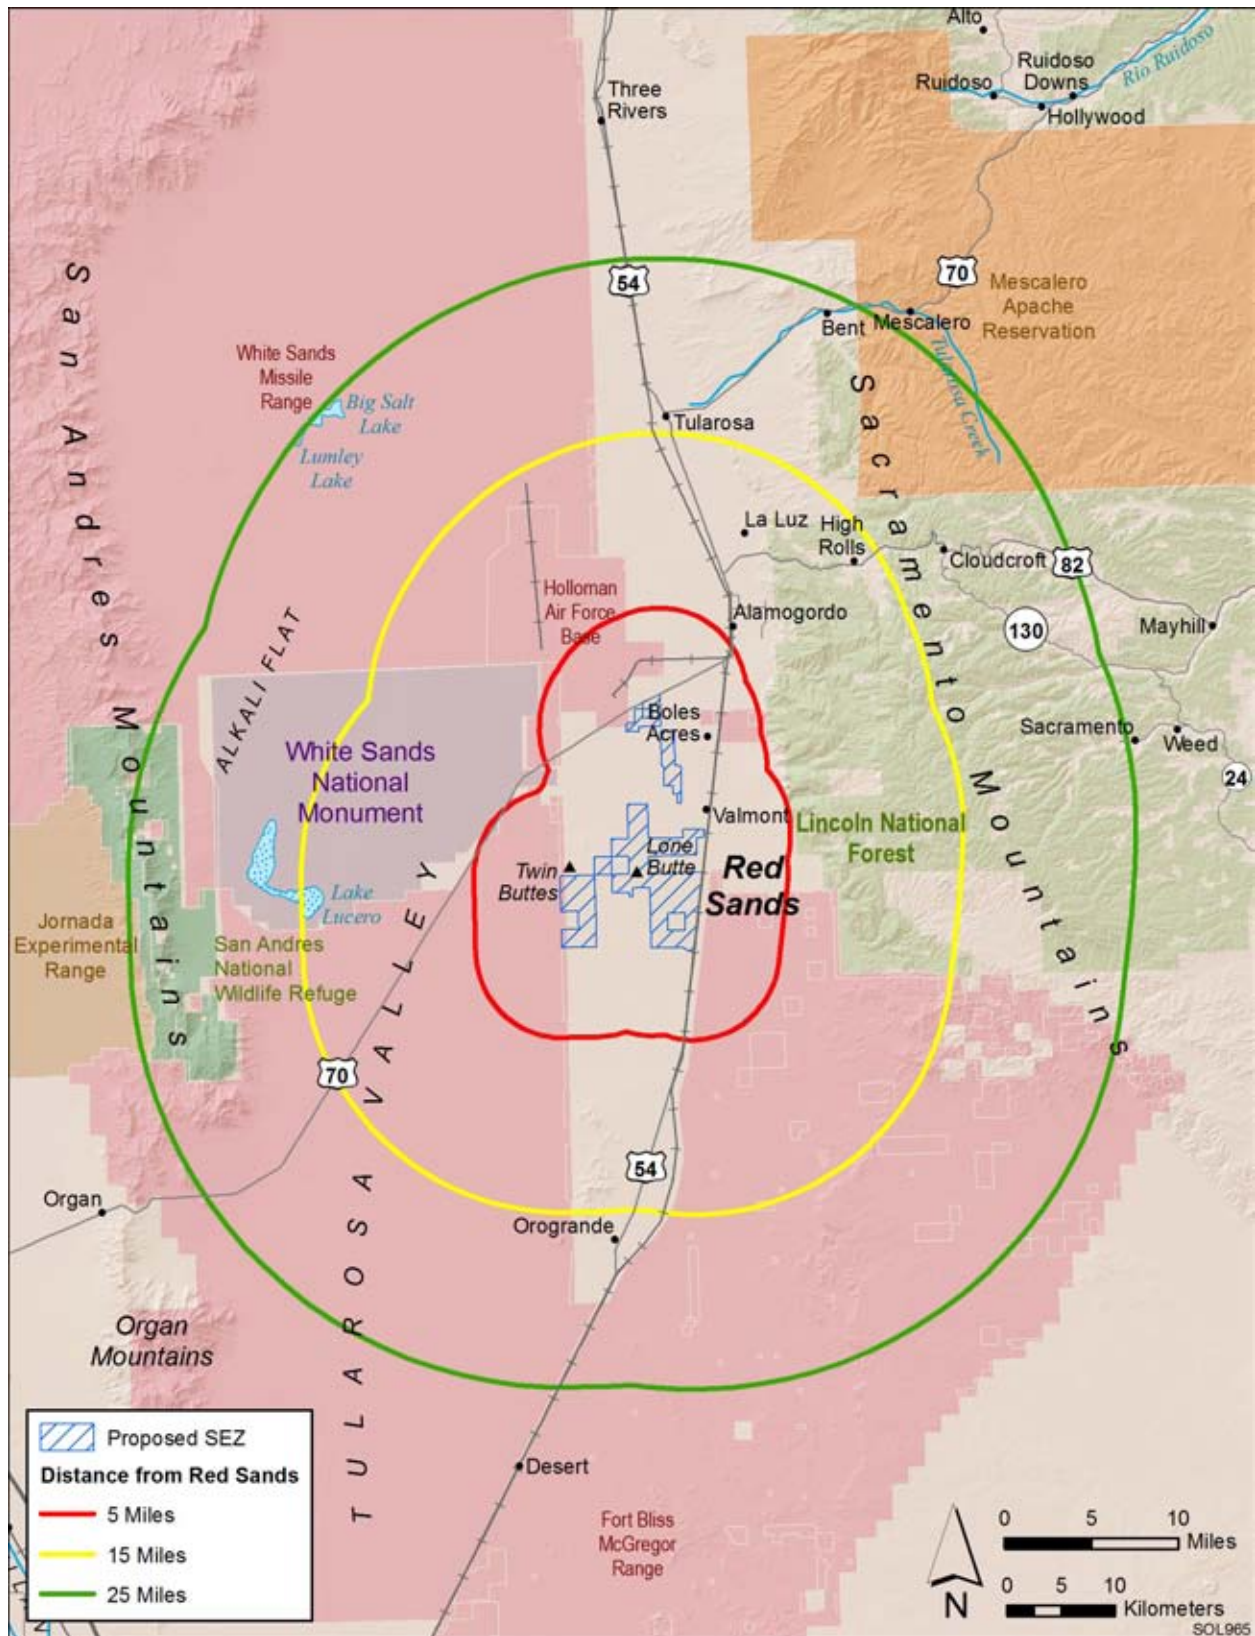 Alto
Ruidoso
Ruidoso
Downs
Rio Ruidoso
Hollywood
Three
Rivers
54
70
Mescalero
Apache
Reservation
San Andres Mountains
White Sands
Missile
Range
Big Salt
Lake
Lumley
Lake
Bent
Mescalero
Tularosa Creek
Tularosa
Sacramento Mountains
La Luz
High
Rolls
Cloudcroft
82
Holloman
Air Force
Base
Alamogordo
130
Mayhill
ALKALI FLAT
Boles
Acres
Sacramento
Weed
24
White Sands
National
Monument
Valmont
Lincoln National
Forest
Twin
Buttes
Lone
Butte
Red
Sands
Lake
Lucero
Jornada
Experimental
Range
San Andres
National
Wildlife Refuge
TULAROSA VALLEY
70
54
Organ
Orogrande
Organ
Mountains
Desert
Fort Bliss
McGregor
Range
Proposed SEZ
Distance from Red Sands
5 Miles
15 Miles
25 Miles
N
0 5 10
Miles
0 5 10
Kilometers
SOL965